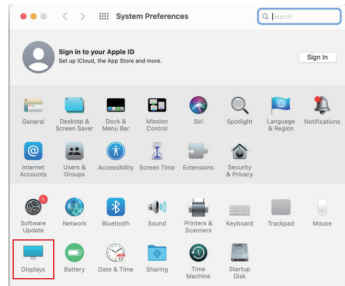 System Preferences
Search
Sign in to your Apple ID
Set up iCloud, the App Store and more.
Sign In
General
Desktop &
Screen Saver
Dock &
Menu Bar
Mission
Control
Siri
Spotlight
Language
& Region
Notifications
Internet
Accounts
Users &
Groups
Accessibility
Screen Time
Extensions
Security
& Privacy
Software
Update
Network
Bluetooth
Sound
Printers &
Scanners
Keyboard
Trackpad
Mouse
Displays
Battery
Date & Time
Sharing
Time
Machine
Startup
Disk